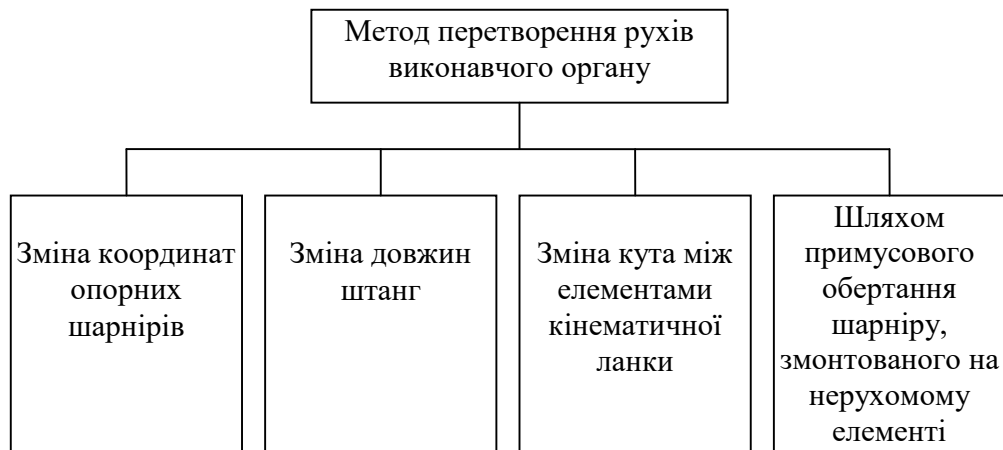 Метод перетворення рухів
виконавчого органу
Зміна координат
опорних
шарнірів
Зміна довжин
штанг
Зміна кута між
елементами
кінематичної
ланки
Шляхом
примусового
обертання
шарніру,
змонтованого на
нерухомому
елементі